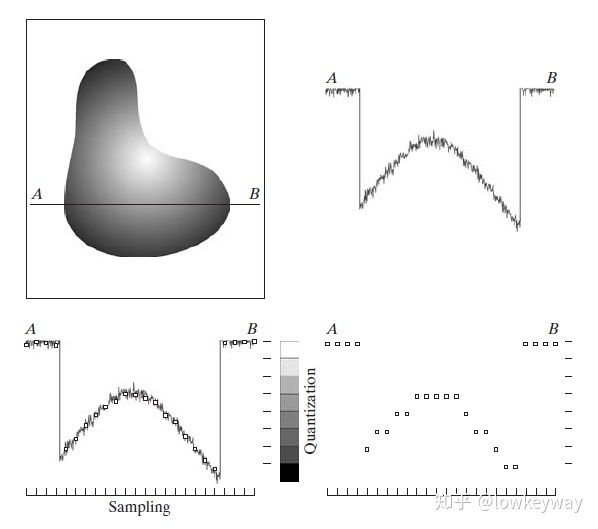 A B
A B
A B
A B
Quantization
Sampling
知乎 @lowkeyway